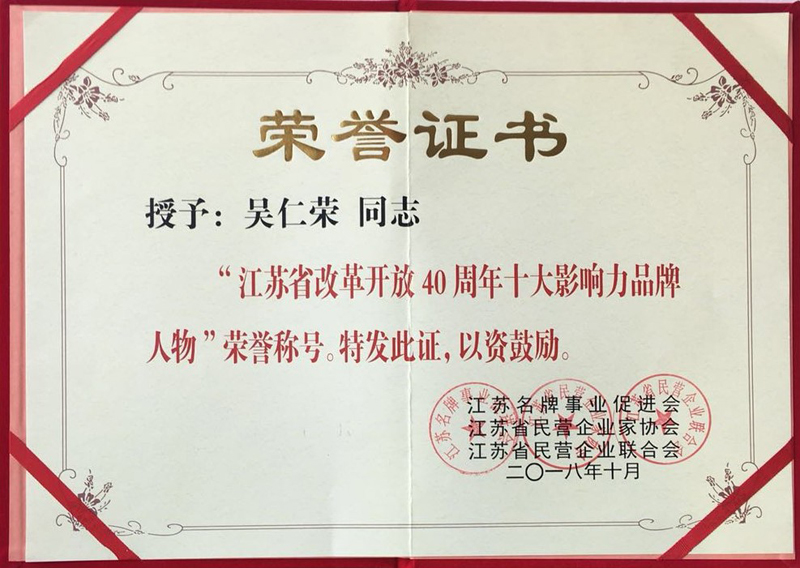 荣誉证书
授予：吴仁荣 同志
“江苏省改革开放40周年十大影响力品牌
人物”荣誉称号。特发此证，以资鼓励。
江苏名牌事业促进会
江苏省民营企业家协会
江苏省民营企业联合会
二〇一八年十月